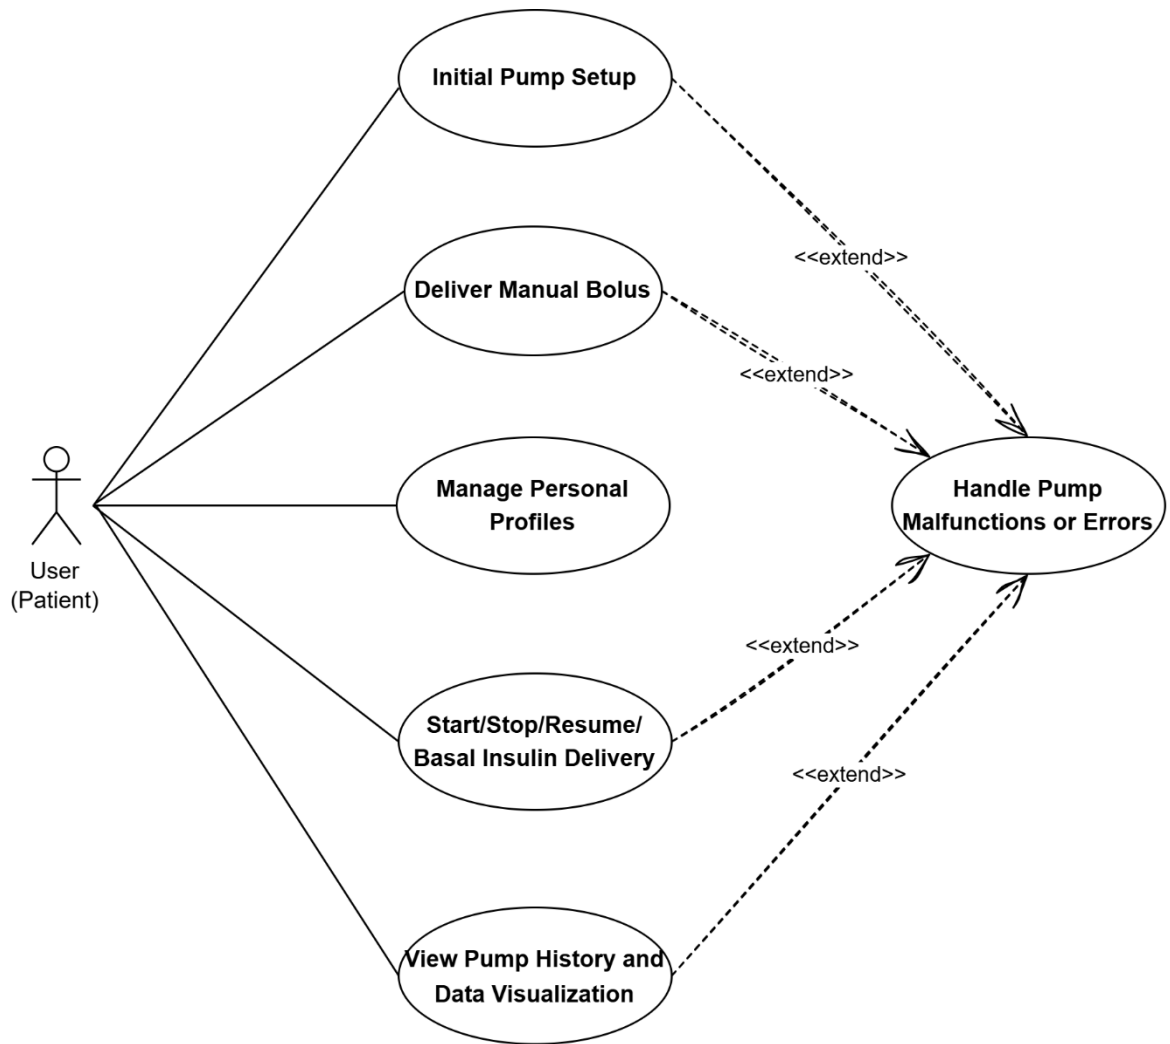 Initial Pump Setup
<<extend>>
Deliver Manual Bolus
<<extend>>
Manage Personal
Profiles
Handle Pump
Malfunctions or Errors
User
(Patient)
<<extend>>
Start/Stop/Resume/
Basal Insulin Delivery
<<extend>>
View Pump History and
Data Visualization